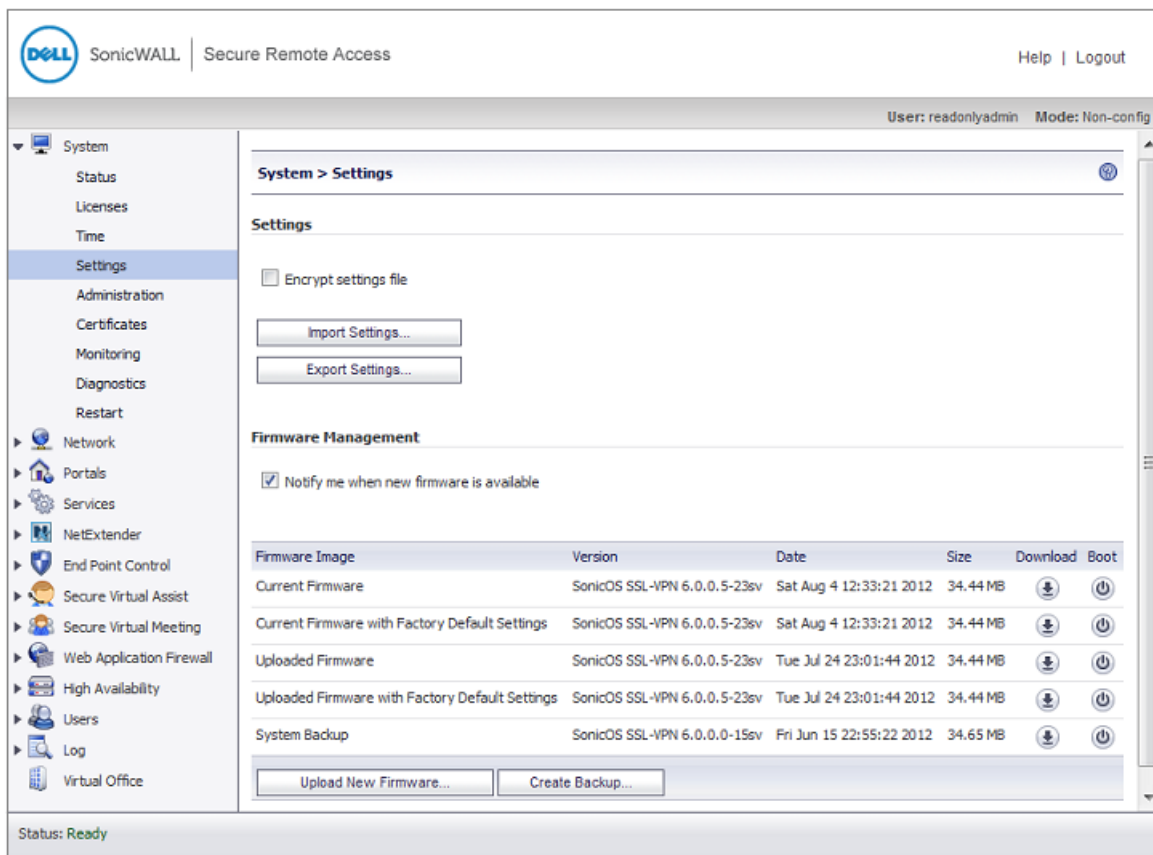 DELL SonicWALL | Secure Remote Access
Help | Logout
User: readonlyadmin Mode: Non-config
System
Status
Licenses
Time
Settings
Administration
Certificates
Monitoring
Diagnostics
Restart
Network
Portals
Services
NetExtender
End Point Control
Secure Virtual Assist
Secure Virtual Meeting
Web Application Firewall
High Availability
Users
Log
Virtual Office
System > Settings
Settings
Encrypt settings file
Import Settings...
Export Settings...
Firmware Management
Notify me when new firmware is available
Firmware Image Version Date Size Download Boot
Current Firmware SonicOS SSL-VPN 6.0.0.5-23sv Sat Aug 4 12:33:21 2012 34.44 MB
Current Firmware with Factory Default Settings SonicOS SSL-VPN 6.0.0.5-23sv Sat Aug 4 12:33:21 2012 34.44 MB
Uploaded Firmware SonicOS SSL-VPN 6.0.0.5-23sv Tue Jul 24 23:01:44 2012 34.44 MB
Uploaded Firmware with Factory Default Settings SonicOS SSL-VPN 6.0.0.5-23sv Tue Jul 24 23:01:44 2012 34.44 MB
System Backup SonicOS SSL-VPN 6.0.0.0-15sv Fri Jun 15 22:55:22 2012 34.65 MB
Upload New Firmware... Create Backup...
Status: Ready